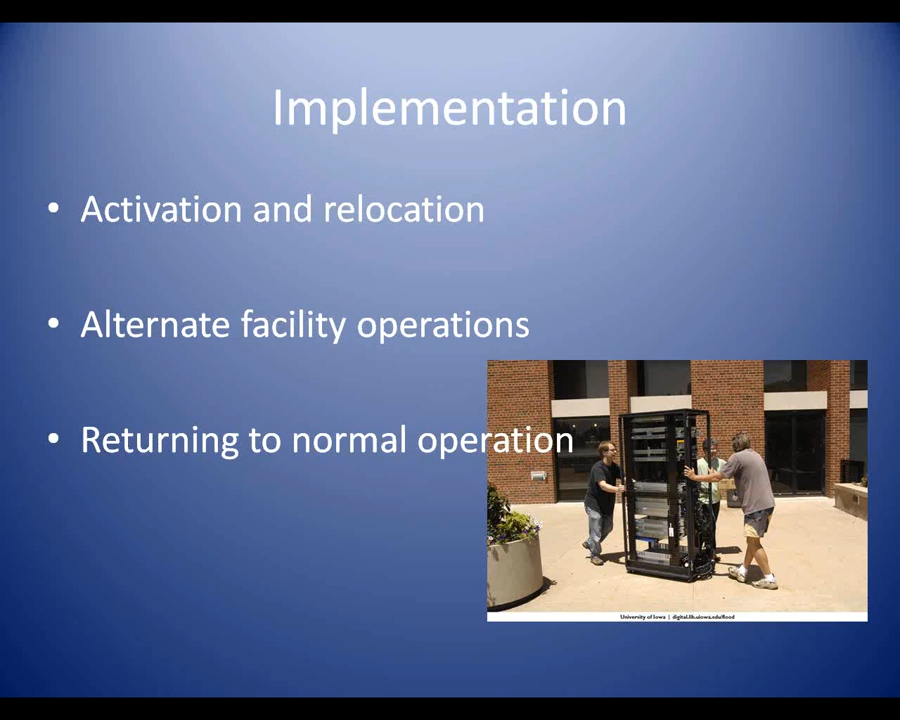 Implementation
• Activation and relocation
• Alternate facility operations
• Returning to normal operation
University of Iowa | digital.lib.uiowa.edu/flood